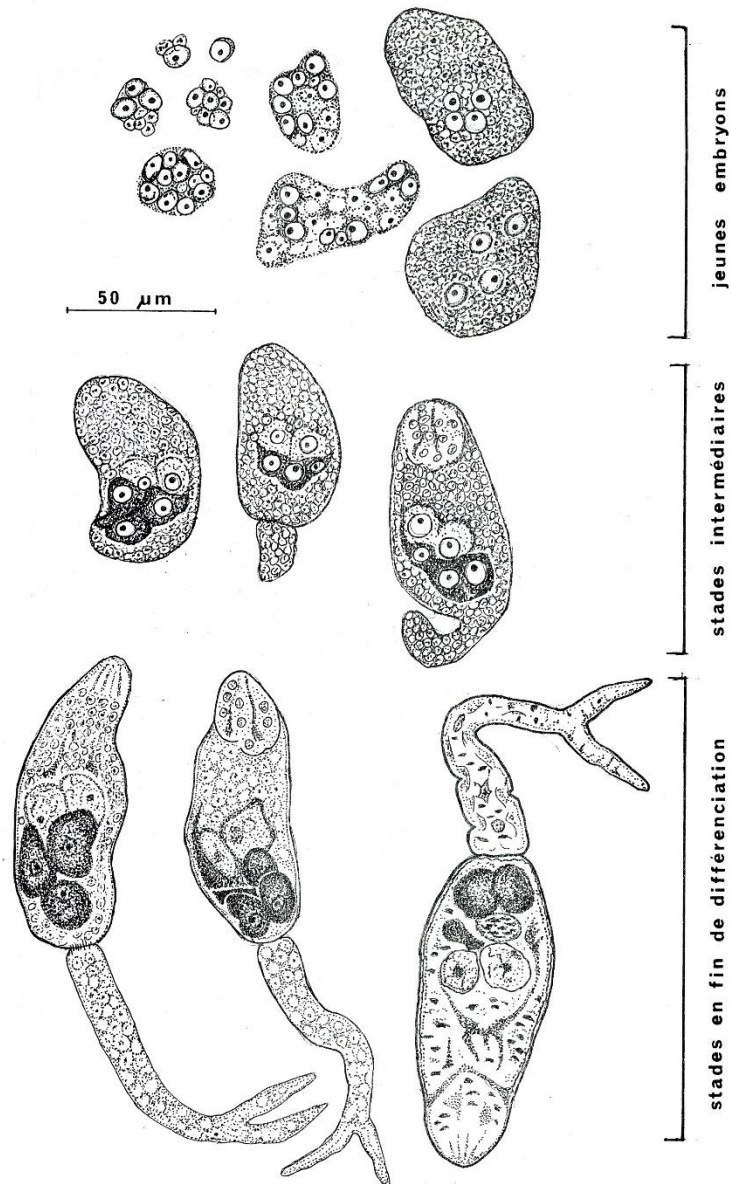 jeunes embryons
50 μm
stades intermédiaires
stades en fin de différenciation